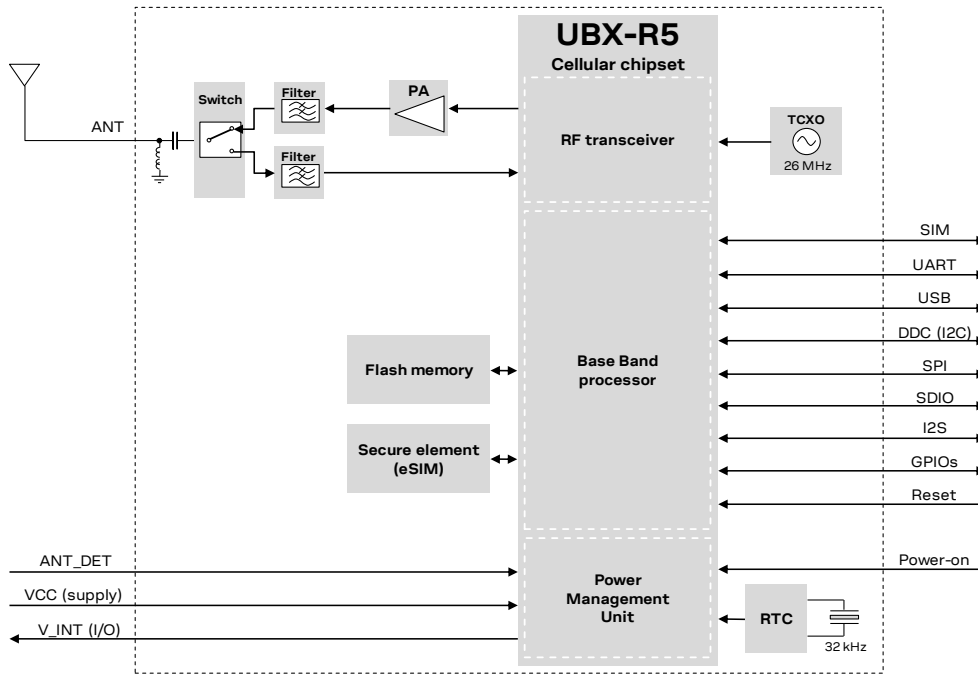 UBX-R5
Cellular chipset
Switch
Filter
PA
ANT
RF transceiver
TCXO
26 MHz
Filter
SIM
UART
USB
DDC (I2C)
SPI
SDIO
I2S
GPIOs
Reset
Flash memory
Base Band
processor
Secure element
(eSIM)
ANT_DET
VCC (supply)
V_INT (I/O)
Power
Management
Unit
Power-on
RTC
32 kHz